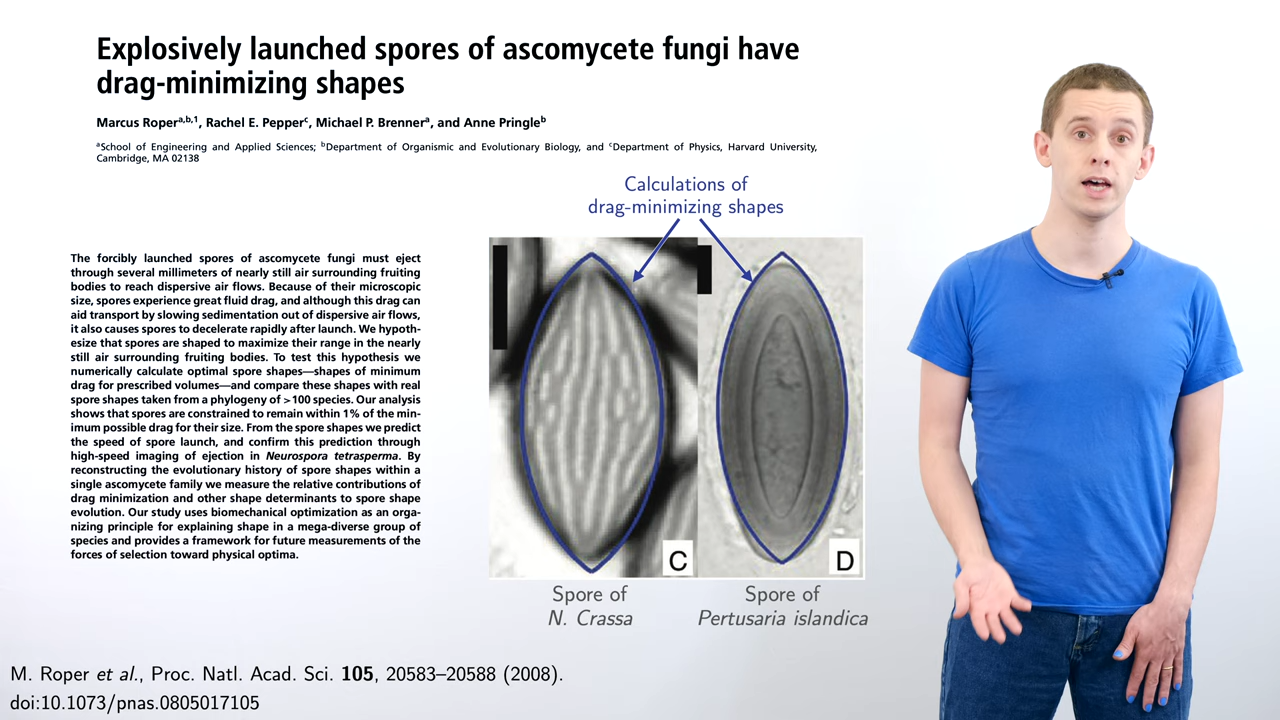 Explosively launched spores of ascomycete fungi have
drag-minimizing shapes
Marcus Ropera,b,1, Rachel E. Pepperc, Michael P. Brennera, and Anne Pringleb
aSchool of Engineering and Applied Sciences; bDepartment of Organismic and Evolutionary Biology, and cDepartment of Physics, Harvard University,
Cambridge, MA 02138
Calculations of
drag-minimizing shapes
The forcibly launched spores of ascomycete fungi must eject
through several millimeters of nearly still air surrounding fruiting
bodies to reach dispersive air flows. Because of their microscopic
size, spores experience great fluid drag, and although this drag can
aid transport by slowing sedimentation out of dispersive air flows,
it also causes spores to decelerate rapidly after launch. We hypoth-
esize that spores are shaped to maximize their range in the nearly
still air surrounding fruiting bodies. To test this hypothesis we
numerically calculate optimal spore shapes—shapes of minimum
drag for prescribed volumes—and compare these shapes with real
spore shapes taken from a phylogeny of >100 species. Our analysis
shows that spores are constrained to remain within 1% of the min-
imum possible drag for their size. From the spore shapes we predict
the speed of spore launch, and confirm this prediction through
high-speed imaging of ejection in Neurospora tetrasperma. By
reconstructing the evolutionary history of spore shapes within a
single ascomycete family we measure the relative contributions of
drag minimization and other shape determinants to spore shape
evolution. Our study uses biomechanical optimization as an orga-
nizing principle for explaining shape in a mega-diverse group of
species and provides a framework for future measurements of the
forces of selection toward physical optima.
C
D
Spore of
N. Crassa
Spore of
Pertusaria islandica
M. Roper et al., Proc. Natl. Acad. Sci. 105, 20583–20588 (2008).
doi:10.1073/pnas.0805017105